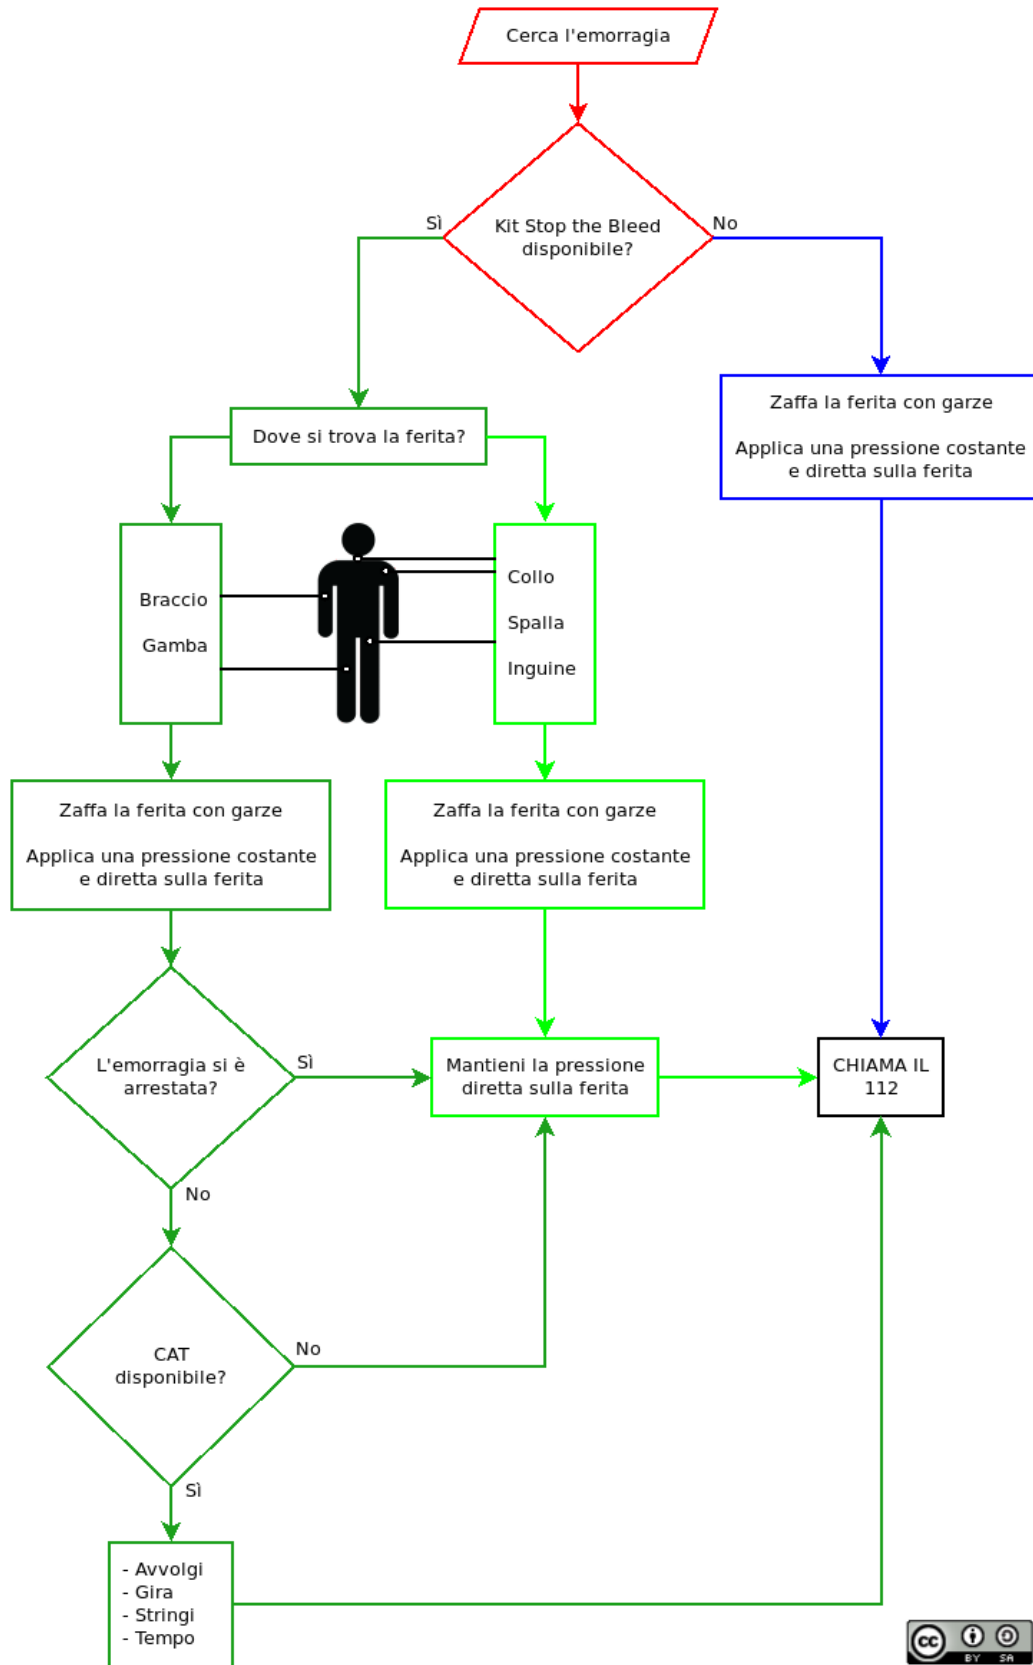 Cerca l'emorragia
Kit Stop the Bleed
disponibile?
Sì
No
Zaffa la ferita con garze
Applica una pressione costante
e diretta sulla ferita
Dove si trova la ferita?
Braccio
Gamba
Collo
Spalla
Inguine
Zaffa la ferita con garze
Applica una pressione costante
e diretta sulla ferita
Zaffa la ferita con garze
Applica una pressione costante
e diretta sulla ferita
L'emorragia si è
arrestata?
Sì
No
Mantieni la pressione
diretta sulla ferita
CHIAMA IL
112
CAT
disponibile?
No
Sì
- Avvolgi
- Gira
- Stringi
- Tempo
cc
BY SA